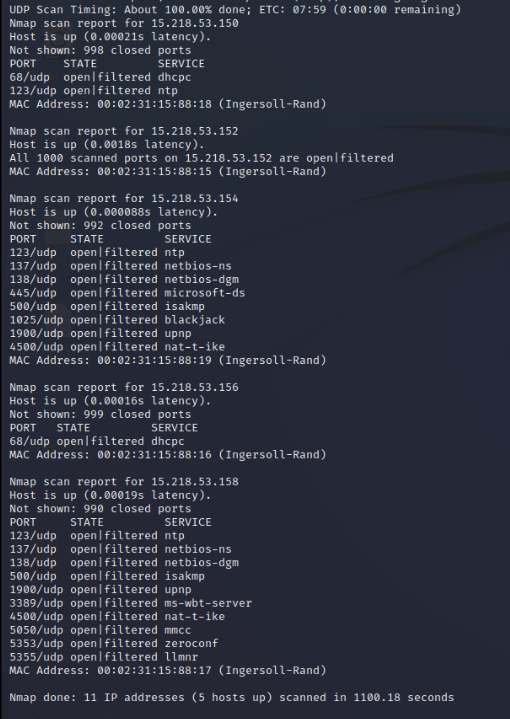 UDP Scan Timing: About 100.00% done; ETC: 07:59 (0:00:00 remaining)
Nmap scan report for 15.218.53.150
Host is up (0.00021s latency).
Not shown: 998 closed ports
PORT    STATE         SERVICE
68/udp  open|filtered dhcpc
123/udp open|filtered ntp
MAC Address: 00:02:31:15:88:18 (Ingersoll-Rand)

Nmap scan report for 15.218.53.152
Host is up (0.0018s latency).
All 1000 scanned ports on 15.218.53.152 are open|filtered
MAC Address: 00:02:31:15:88:15 (Ingersoll-Rand)

Nmap scan report for 15.218.53.154
Host is up (0.000088s latency).
Not shown: 992 closed ports
PORT     STATE         SERVICE
123/udp  open|filtered ntp
137/udp  open|filtered netbios-ns
138/udp  open|filtered netbios-dgm
445/udp  open|filtered microsoft-ds
500/udp  open|filtered isakmp
1025/udp open|filtered blackjack
1900/udp open|filtered upnp
4500/udp open|filtered nat-t-ike
MAC Address: 00:02:31:15:88:19 (Ingersoll-Rand)

Nmap scan report for 15.218.53.156
Host is up (0.00016s latency).
Not shown: 999 closed ports
PORT   STATE         SERVICE
68/udp open|filtered dhcpc
MAC Address: 00:02:31:15:88:16 (Ingersoll-Rand)

Nmap scan report for 15.218.53.158
Host is up (0.00019s latency).
Not shown: 990 closed ports
PORT     STATE         SERVICE
123/udp  open|filtered ntp
137/udp  open|filtered netbios-ns
138/udp  open|filtered netbios-dgm
500/udp  open|filtered isakmp
1900/udp open|filtered upnp
3389/udp open|filtered ms-wbt-server
4500/udp open|filtered nat-t-ike
5050/udp open|filtered mmcc
5353/udp open|filtered zeroconf
5355/udp open|filtered llmnr
MAC Address: 00:02:31:15:88:17 (Ingersoll-Rand)

Nmap done: 11 IP addresses (5 hosts up) scanned in 1100.18 seconds